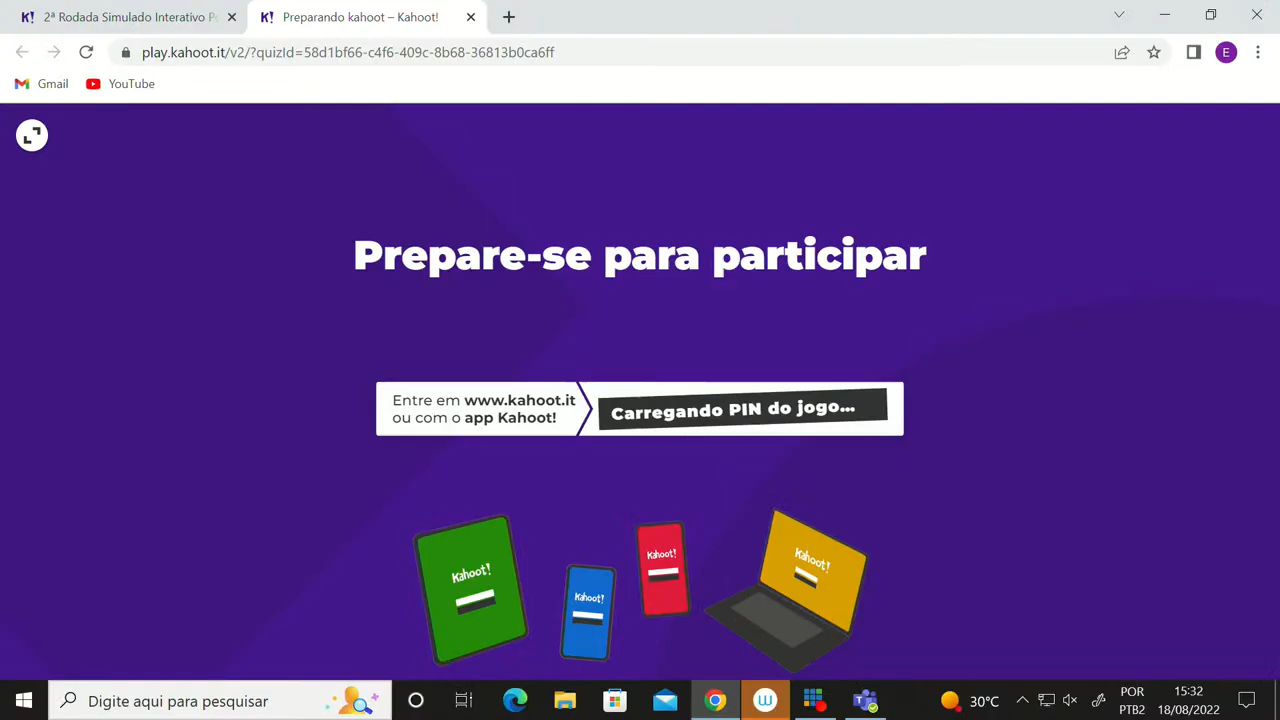 2ª Rodada Simulado Interativo P
Preparando kahoot – Kahoot!
play.kahoot.it/v2/?quizId=58d1bf66-c4f6-409c-8b68-36813b0ca6ff
E
Gmail
YouTube
Prepare-se para participar
Entre em www.kahoot.it
ou com o app Kahoot!
Carregando PIN do jogo...
Kahoot!
Kahoot!
Kahoot!
Kahoot!
Digite aqui para pesquisar
30°C
POR
PTB2
15:32
18/08/2022